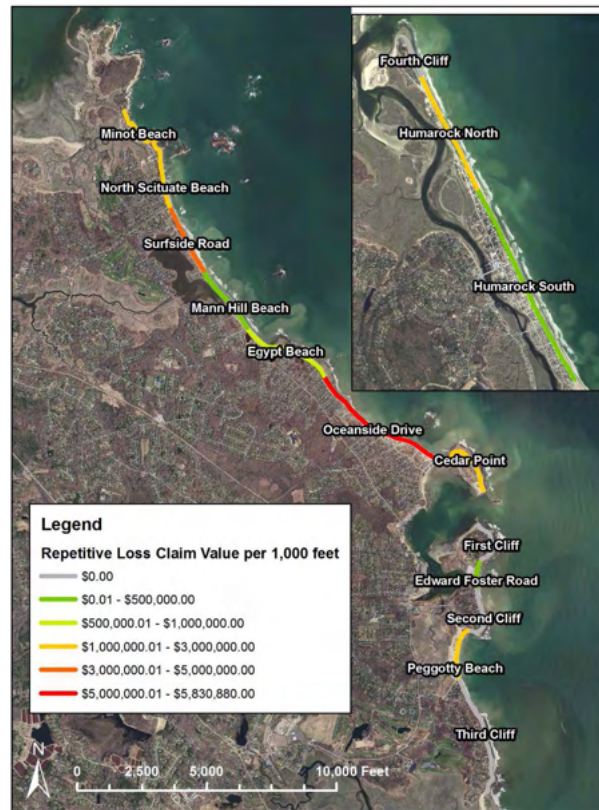 Fourth Cliff
Minot Beach
Humarock North
North Scituate Beach
Surfside Road
Humarock South
Mann Hill Beach
Egypt Beach
Oceanside Drive
Cedar Point
Legend
Repetitive Loss Claim Value per 1,000 feet
$0.00
$0.01 - $500,000.00
$500,000.01 - $1,000,000.00
$1,000,000.01 - $3,000,000.00
$3,000,000.01 - $5,000,000.00
$5,000,000.01 - $5,830,880.00
First Cliff
Edward Foster Road
Second Cliff
Peggotty Beach
Third Cliff
N
0 2,500 5,000 10,000 Feet